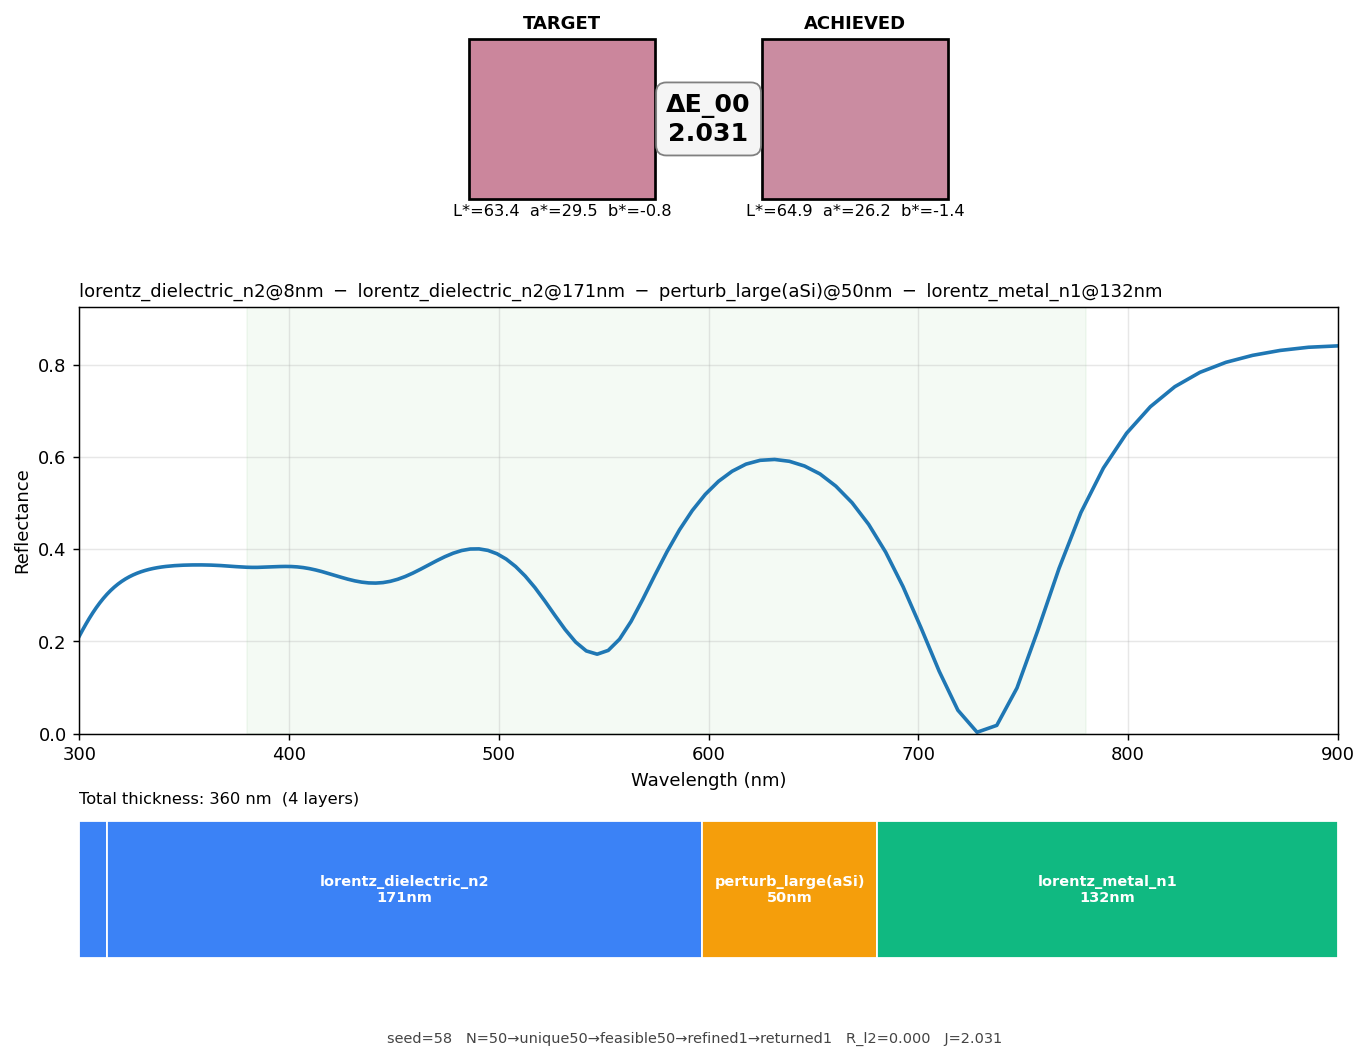 TARGET
ACHIEVED
ΔE_00
2.031
L*=63.4  a*=29.5  b*=-0.8
L*=64.9  a*=26.2  b*=-1.4
lorentz_dielectric_n2@8nm − lorentz_dielectric_n2@171nm − perturb_large(aSi)@50nm − lorentz_metal_n1@132nm
0.8
0.6
0.4
0.2
0.0
Reflectance
300 400 500 600 700 800 900
Wavelength (nm)
Total thickness: 360 nm  (4 layers)
lorentz_dielectric_n2
171nm
perturb_large(aSi)
50nm
lorentz_metal_n1
132nm
seed=58   N=50→unique50→feasible50→refined1→returned1   R_l2=0.000   J=2.031